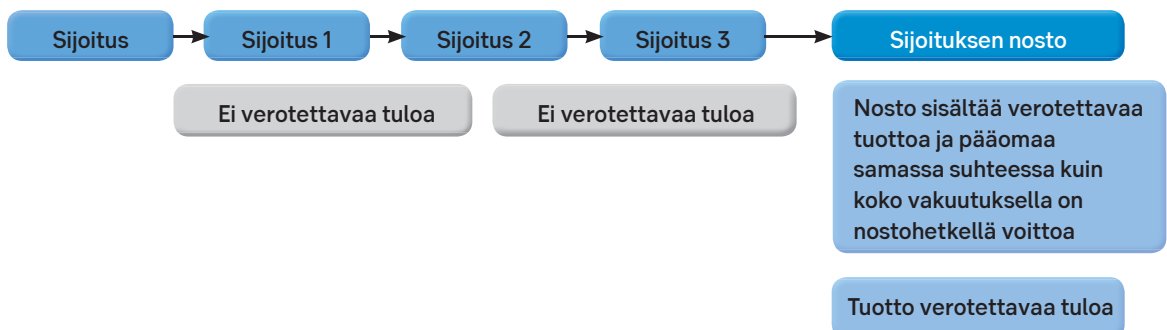 Sijoitus
Sijoitus 1
Sijoitus 2
Sijoitus 3
Sijoituksen nosto
Ei verotettavaa tuloa
Ei verotettavaa tuloa
Nosto sisältää verotettavaa
tuottoa ja pääomaa
samassa suhteessa kuin
koko vakuutuksella on
nostohetkellä voittoa
Tuotto verotettavaa tuloa